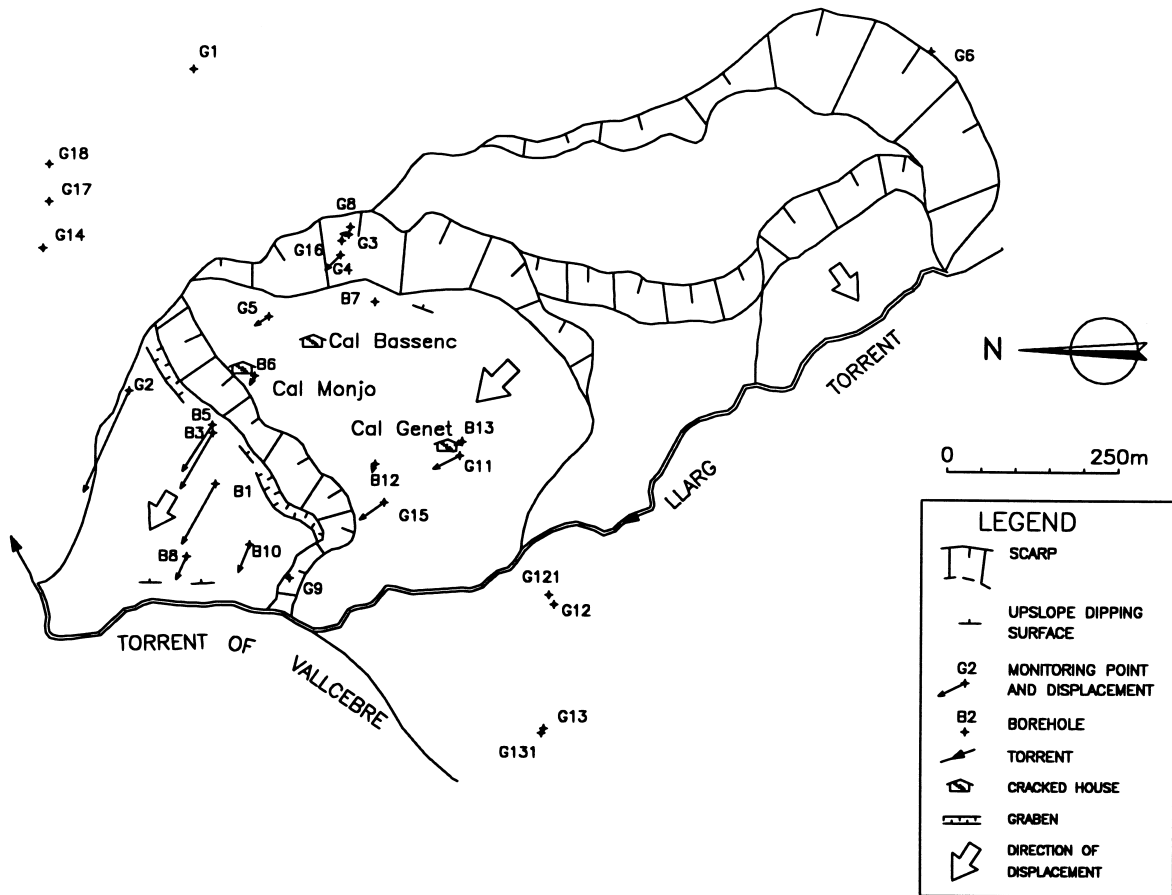 G1
G6
G18
G17
G14
G8
G16
G3
G4
G5
B7
Cal Bassenc
B6
Cal Monjo
G2
B5
B3
Cal Genet
B13
G11
B12
B1
G15
B8
B10
G9
G121
G12
G13
G131
TORRENT
LLARG
TORRENT OF
VALLCEBRE
N
0 250m
LEGEND
SCARP
UPSLOPE DIPPING
SURFACE
G2
MONITORING POINT
AND DISPLACEMENT
B2
BOREHOLE
TORRENT
CRACKED HOUSE
GRABEN
DIRECTION OF
DISPLACEMENT